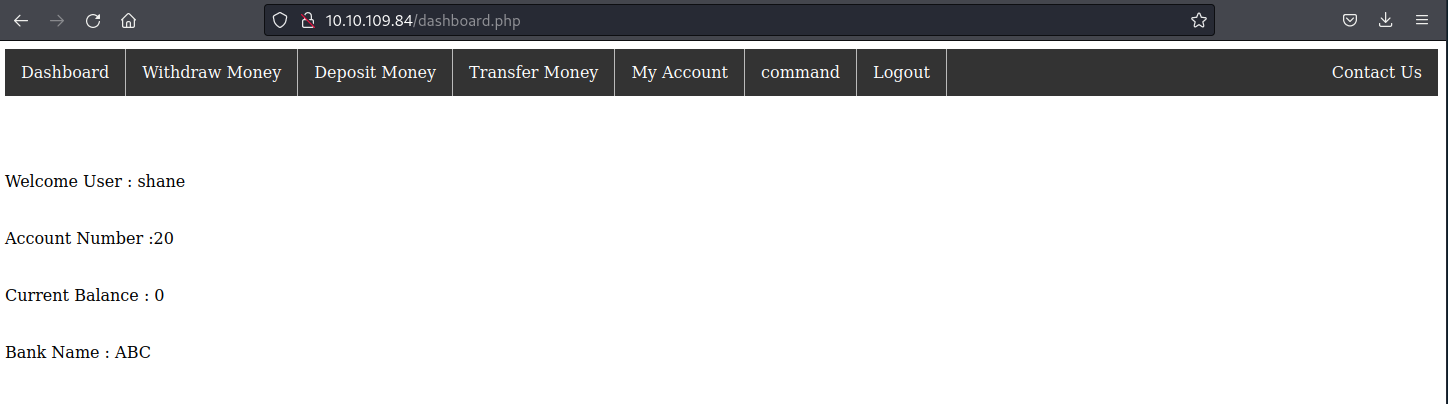 10.10.109.84/dashboard.php
Dashboard Withdraw Money Deposit Money Transfer Money My Account command Logout Contact Us
Welcome User : shane
Account Number :20
Current Balance : 0
Bank Name : ABC